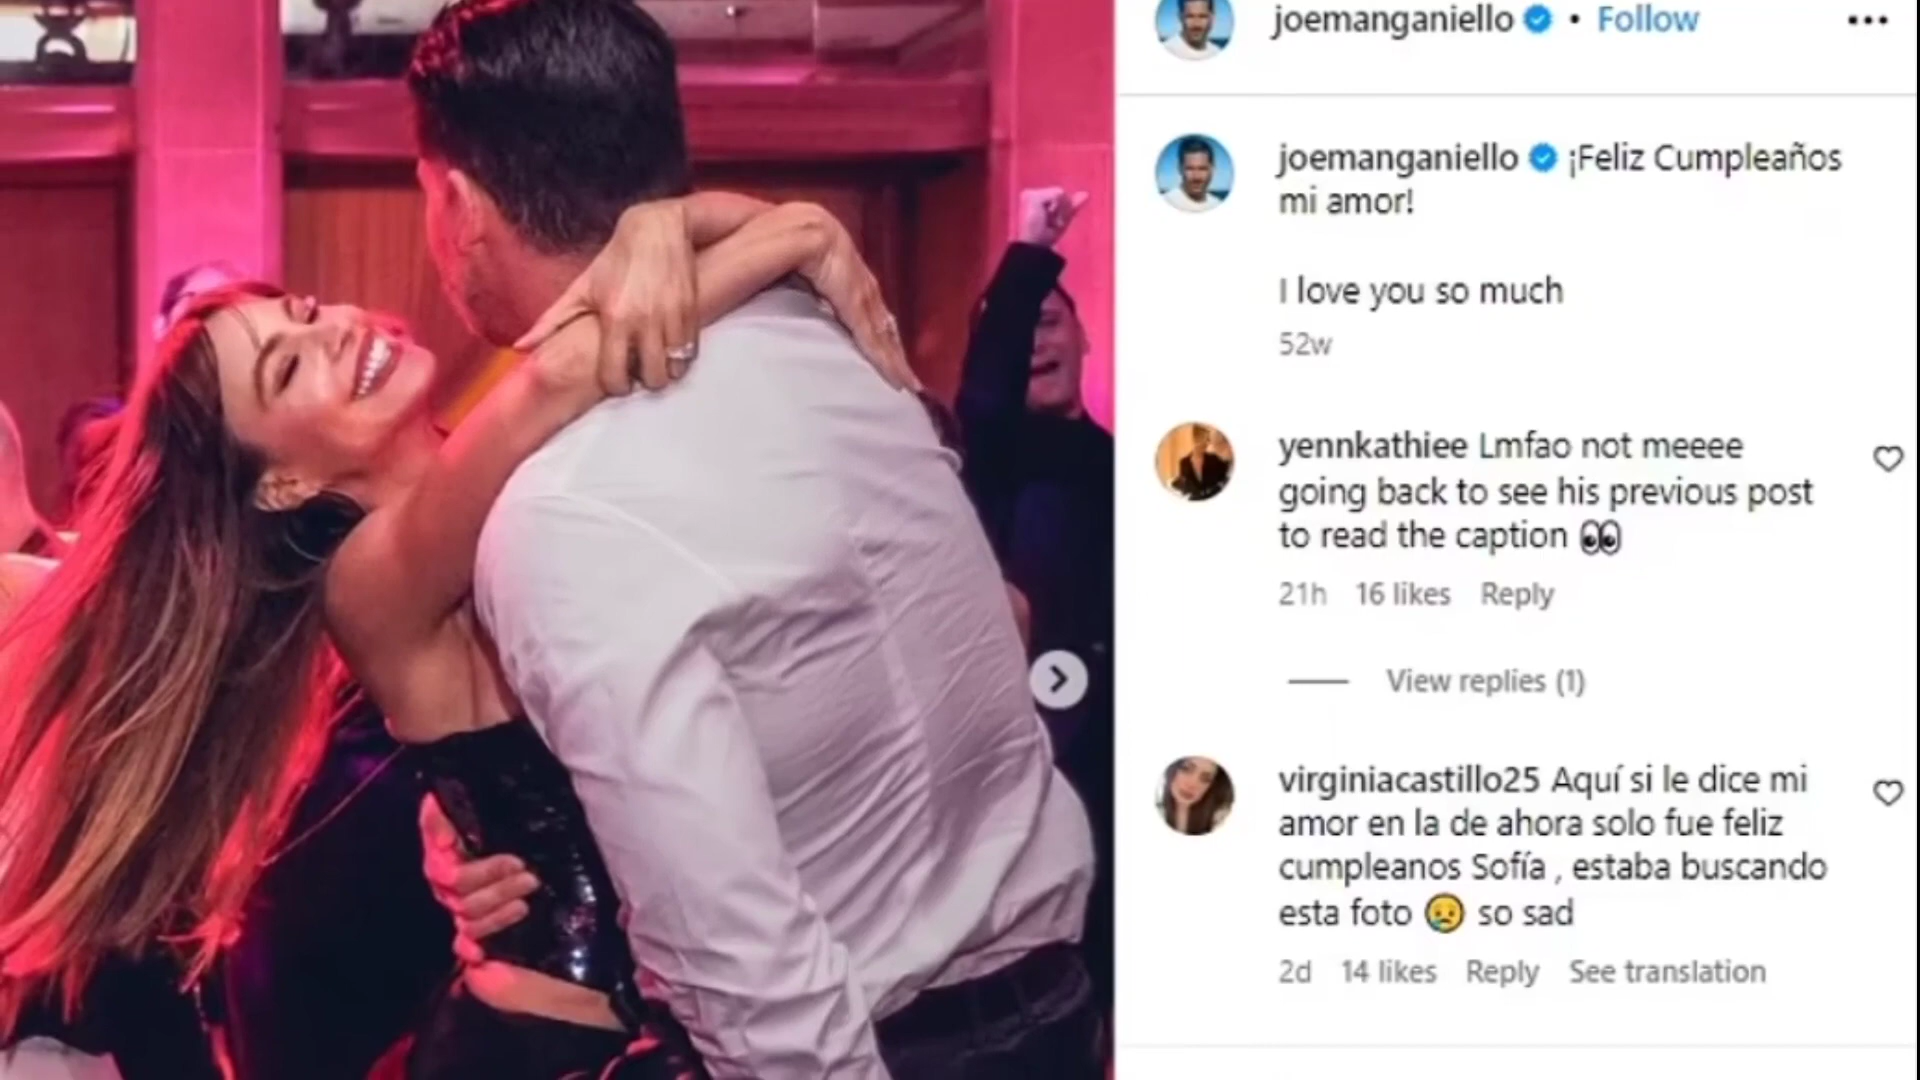 joemanganiello • Follow
joemanganiello ¡Feliz Cumpleaños
mi amor!
I love you so much
52w
yennkathiee Lmfao not meeee
going back to see his previous post
to read the caption 👀
21h 16 likes Reply
View replies (1)
virginiacastillo25 Aquí si le dice mi
amor en la de ahora solo fue feliz
cumpleanos Sofía , estaba buscando
esta foto 😢 so sad
2d 14 likes Reply See translation